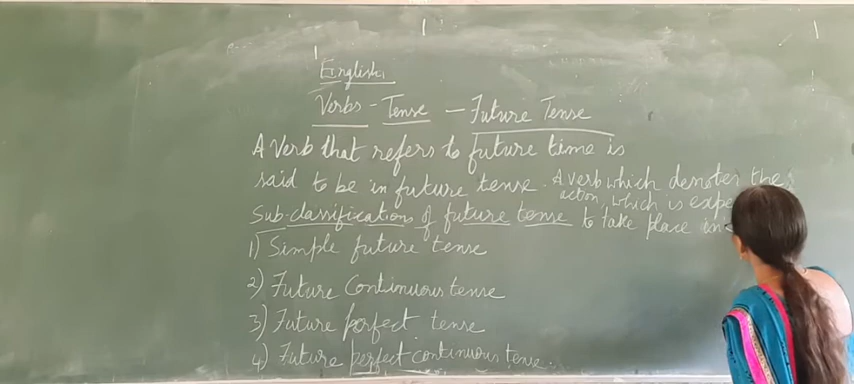 English
Verbs - Tense - Future Tense
A Verb that refers to future time is
said to be in future tense. A verb which denotes the
action, which is
Sub-classifications of future tense to take place in
1) Simple future tense
2) Future Continuous tense
3) Future perfect tense
4) Future perfect continuous tense.